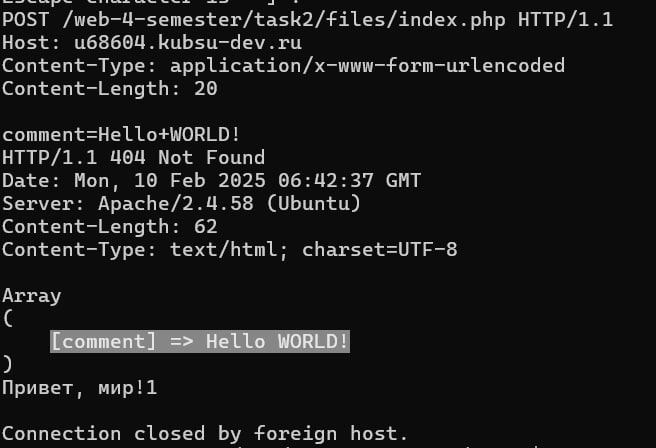 POST /web-4-semester/task2/files/index.php HTTP/1.1
Host: u68604.kubsu-dev.ru
Content-Type: application/x-www-form-urlencoded
Content-Length: 20

comment=Hello+WORLD!
HTTP/1.1 404 Not Found
Date: Mon, 10 Feb 2025 06:42:37 GMT
Server: Apache/2.4.58 (Ubuntu)
Content-Length: 62
Content-Type: text/html; charset=UTF-8

Array
(
    [comment] => Hello WORLD!
)
Привет, мир!1

Connection closed by foreign host.